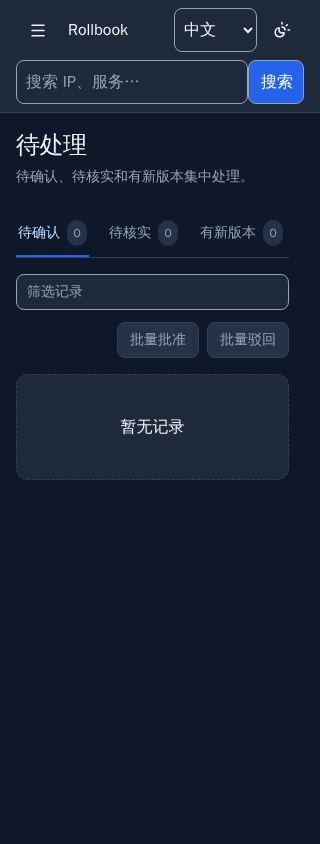 Rollbook
中文
搜索 IP、服务…
搜索
待处理
待确认、待核实和有新版本集中处理。
待确认 0 待核实 0 有新版本 0
筛选记录
批量批准 批量驳回
暂无记录